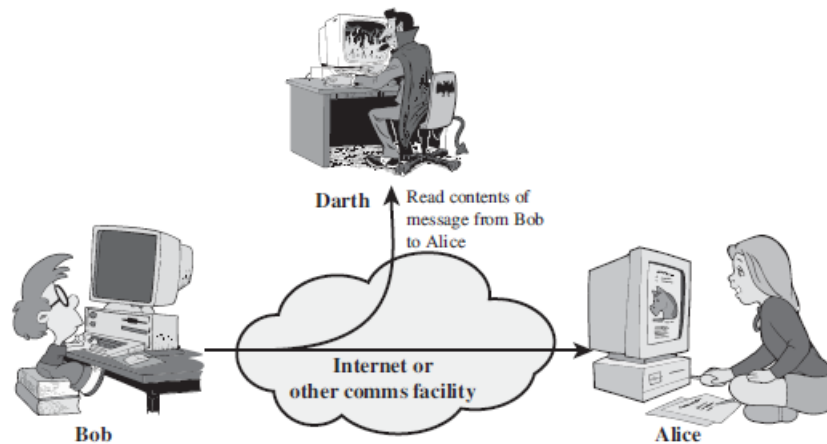 Darth
Read contents of
message from Bob
to Alice
Internet or
other comms facility
Bob
Alice